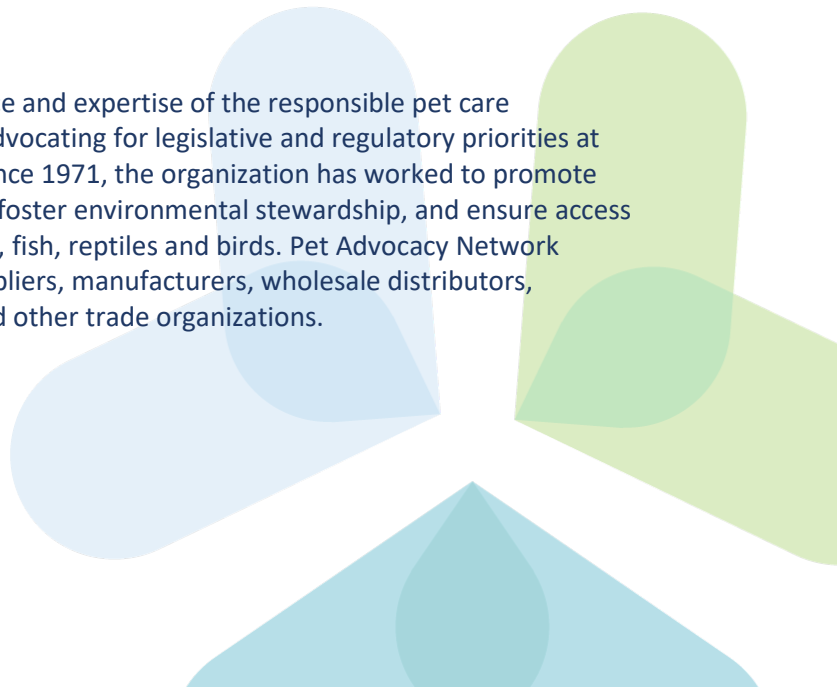 e and expertise of the responsible pet care
dvocating for legislative and regulatory priorities at
nce 1971, the organization has worked to promote
foster environmental stewardship, and ensure access
, fish, reptiles and birds. Pet Advocacy Network
pliers, manufacturers, wholesale distributors,
d other trade organizations.